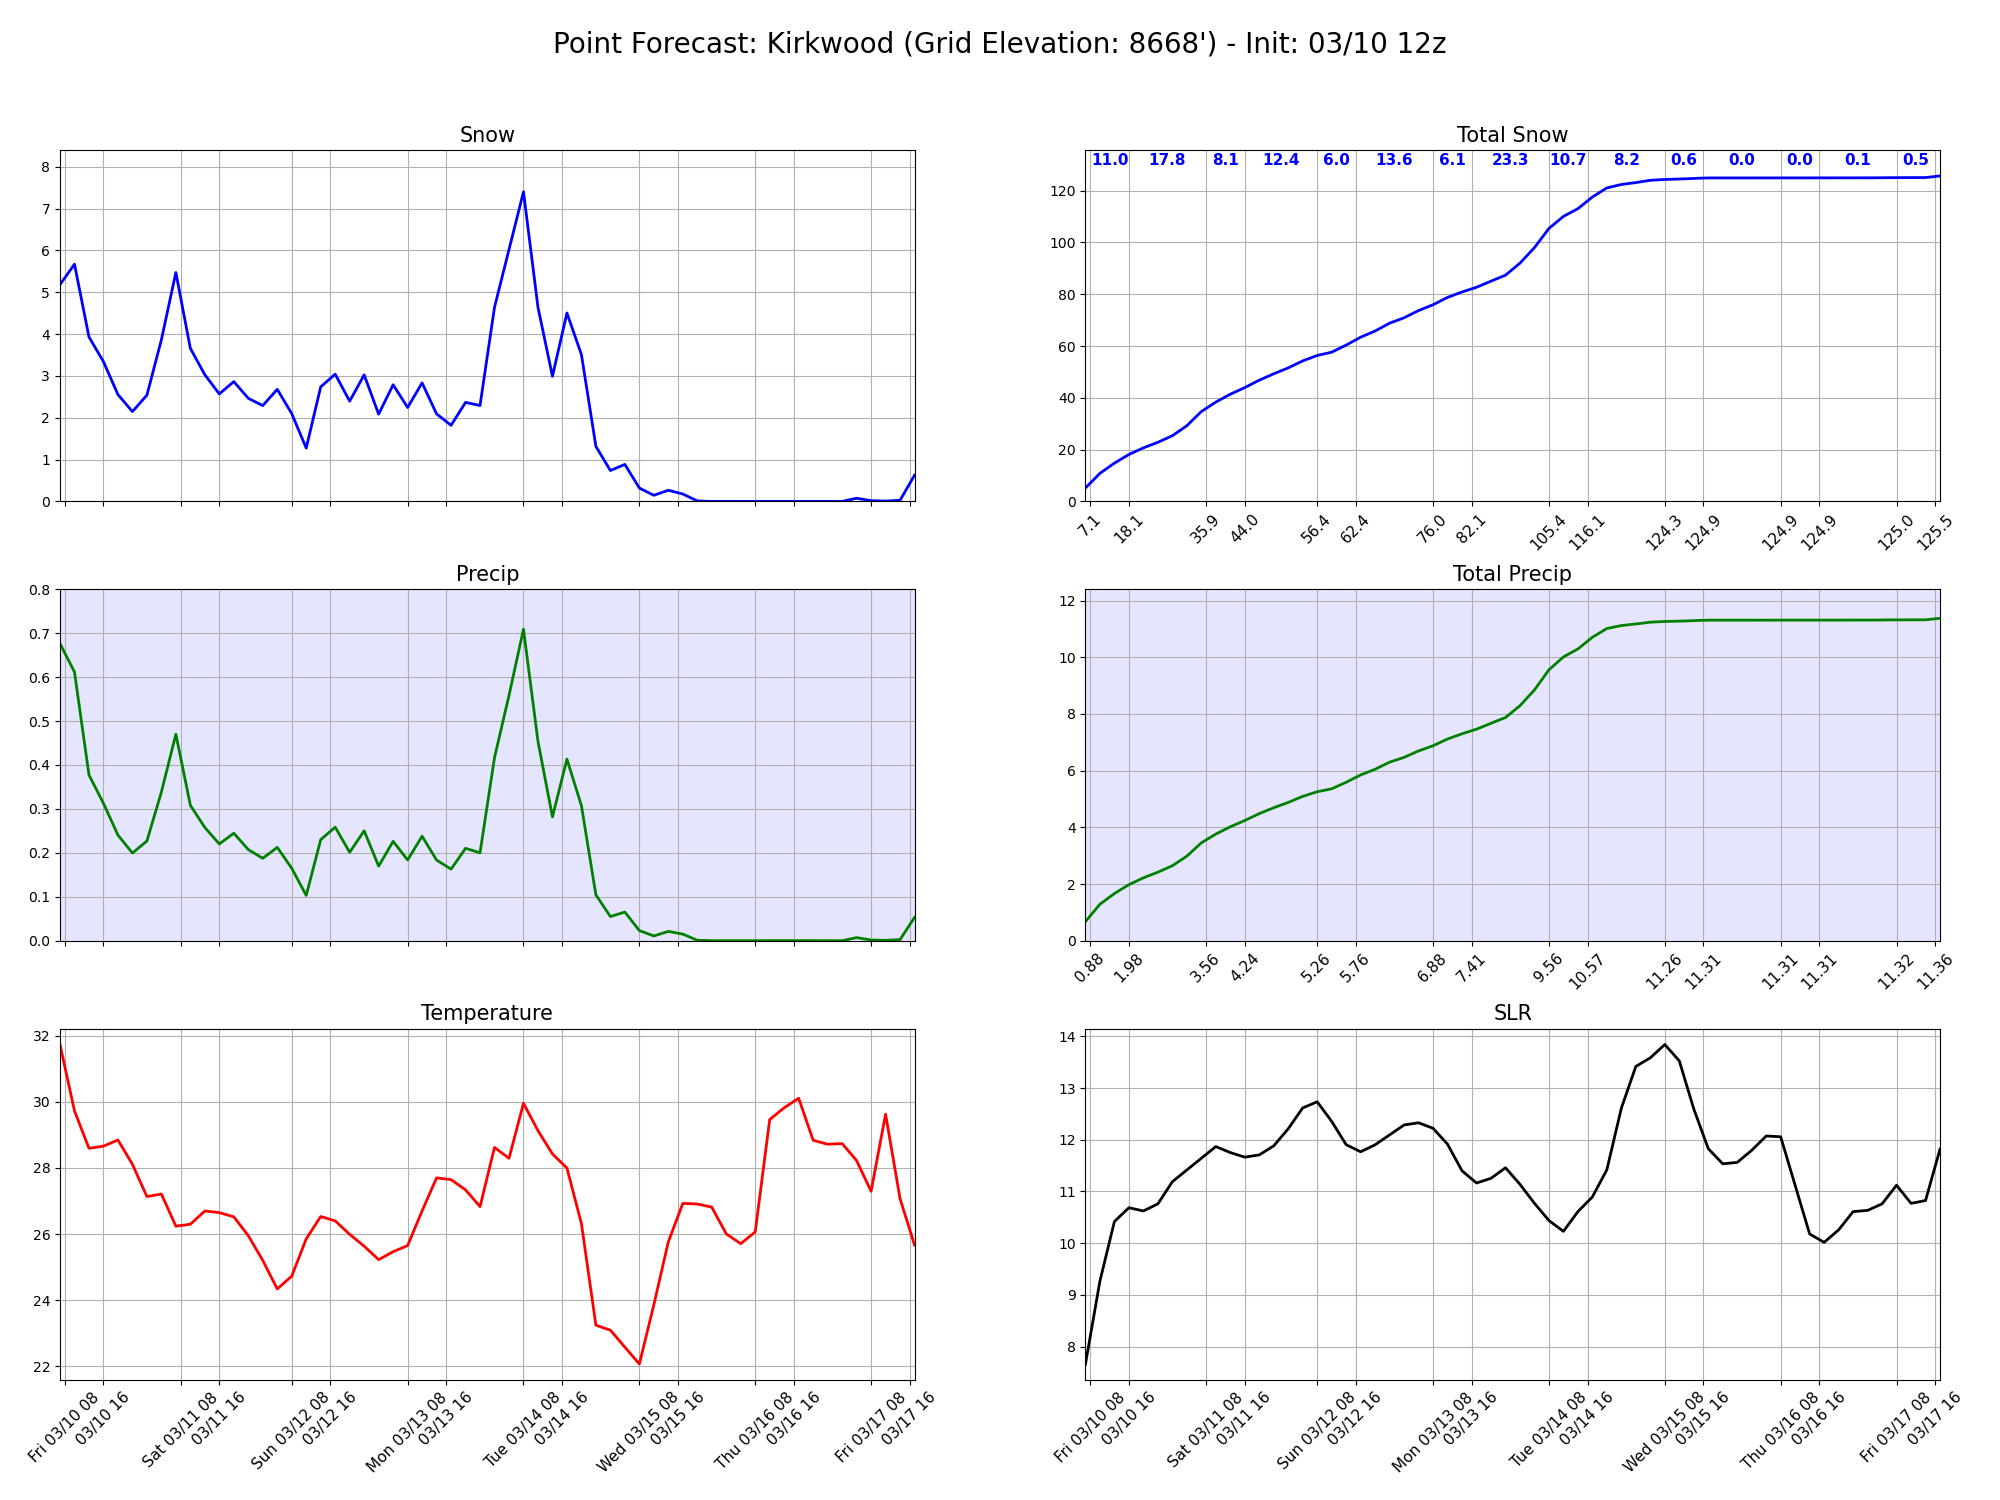 Point Forecast: Kirkwood (Grid Elevation: 8668') - Init: 03/10 12z
Snow
8
7
6
5
4
3
2
1
0
Total Snow
11.0 17.8 8.1 12.4 6.0 13.6 6.1 23.3 10.7 8.2 0.6 0.0 0.0 0.1 0.5
120
100
80
60
40
20
0
7.1 18.1 35.9 44.0 56.4 62.4 76.0 82.1 105.4 116.1 124.3 124.9 124.9 124.9 125.0 125.5
Precip
0.8
0.7
0.6
0.5
0.4
0.3
0.2
0.1
0.0
Total Precip
12
10
8
6
4
2
0
0.88 1.98 3.56 4.24 5.26 5.76 6.88 7.41 9.56 10.57 11.26 11.31 11.31 11.31 11.32 11.36
Temperature
32
30
28
26
24
22
Fri 03/10 08
03/10 16
Sat 03/11 08
03/11 16
Sun 03/12 08
03/12 16
Mon 03/13 08
03/13 16
Tue 03/14 08
03/14 16
Wed 03/15 08
03/15 16
Thu 03/16 08
03/16 16
Fri 03/17 08
03/17 16
SLR
14
13
12
11
10
9
8
Fri 03/10 08
03/10 16
Sat 03/11 08
03/11 16
Sun 03/12 08
03/12 16
Mon 03/13 08
03/13 16
Tue 03/14 08
03/14 16
Wed 03/15 08
03/15 16
Thu 03/16 08
03/16 16
Fri 03/17 08
03/17 16